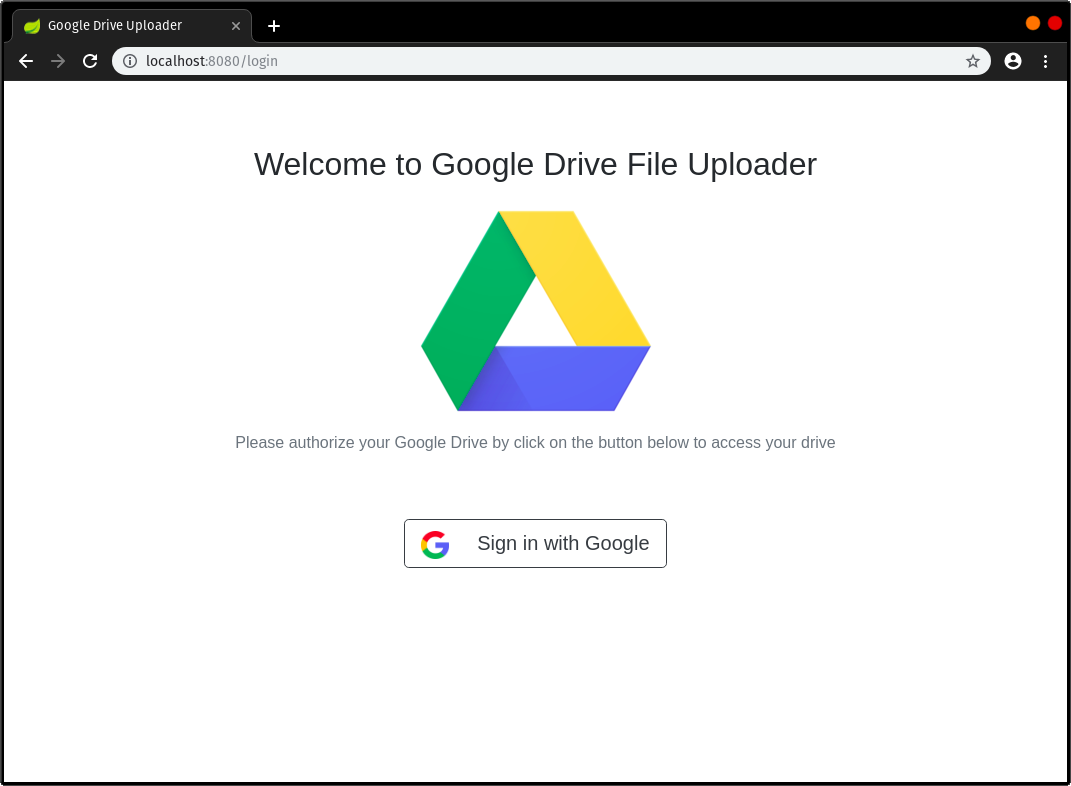 Google Drive Uploader
localhost:8080/login
Welcome to Google Drive File Uploader
Please authorize your Google Drive by click on the button below to access your drive
Sign in with Google